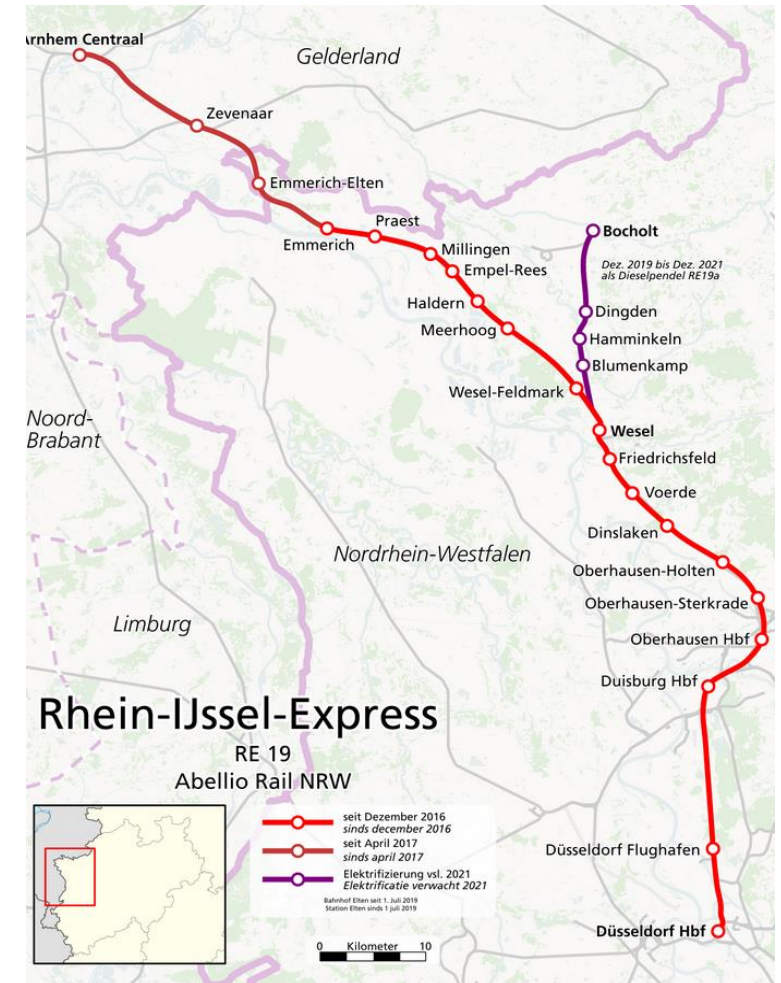 Arnhem Centraal
Gelderland
Zevenaar
Emmerich-Elten
Praest
Emmerich
Bocholt
Millingen
Dez. 2019 bis Dez. 2021
als Dieselpendel RE19a
Empel-Rees
Haldern
Dingden
Meerhoog
Hamminkeln
Blumenkamp
Wesel-Feldmark
Noord-
Brabant
Wesel
Friedrichsfeld
Voerde
Dinslaken
Nordrhein-Westfalen
Oberhausen-Holten
Oberhausen-Sterkrade
Limburg
Oberhausen Hbf
Duisburg Hbf
Rhein-IJssel-Express
RE 19
Abellio Rail NRW
seit Dezember 2016
sinds december 2016
seit April 2017
sinds april 2017
Elektrifizierung vsl. 2021
Elektrificatie verwacht 2021
Bahnhof Elten seit 1. Juli 2019
Station Elten sinds 1 juli 2019
Düsseldorf Flughafen
Düsseldorf Hbf
0 Kilometer 10